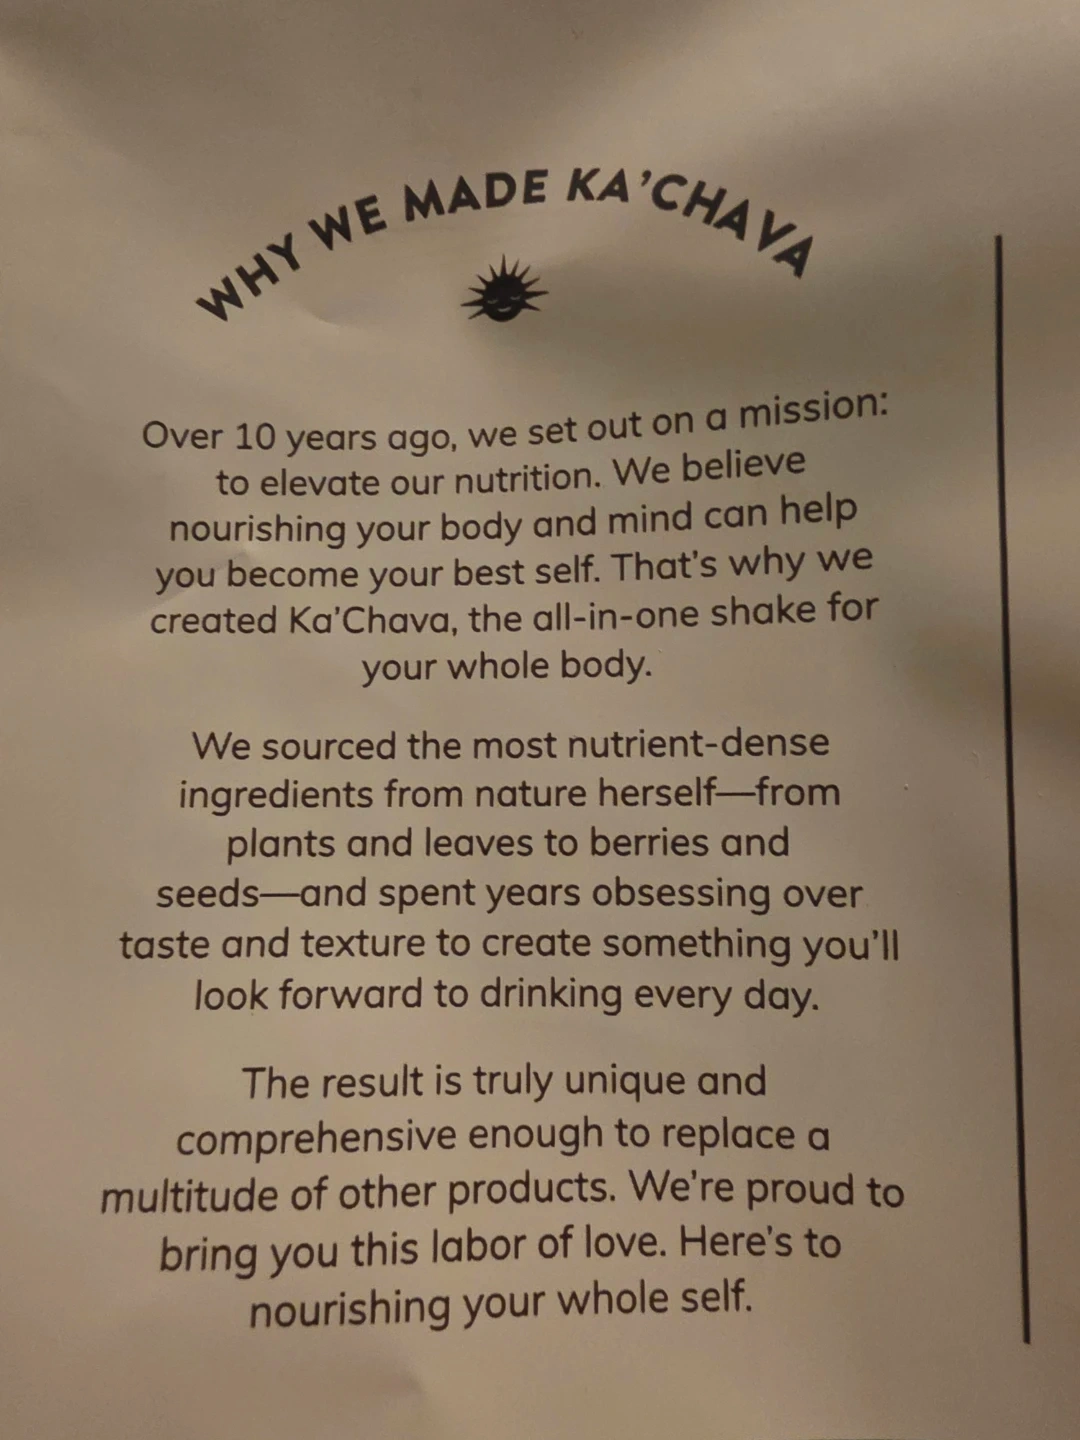 WHY WE MADE KA'CHAVA
Over 10 years ago, we set out on a mission:
to elevate our nutrition. We believe
nourishing your body and mind can help
you become your best self. That's why we
created Ka'Chava, the all-in-one shake for
your whole body.
We sourced the most nutrient-dense
ingredients from nature herself—from
plants and leaves to berries and
seeds—and spent years obsessing over
taste and texture to create something you'll
look forward to drinking every day.
The result is truly unique and
comprehensive enough to replace a
multitude of other products. We're proud to
bring you this labor of love. Here's to
nourishing your whole self.